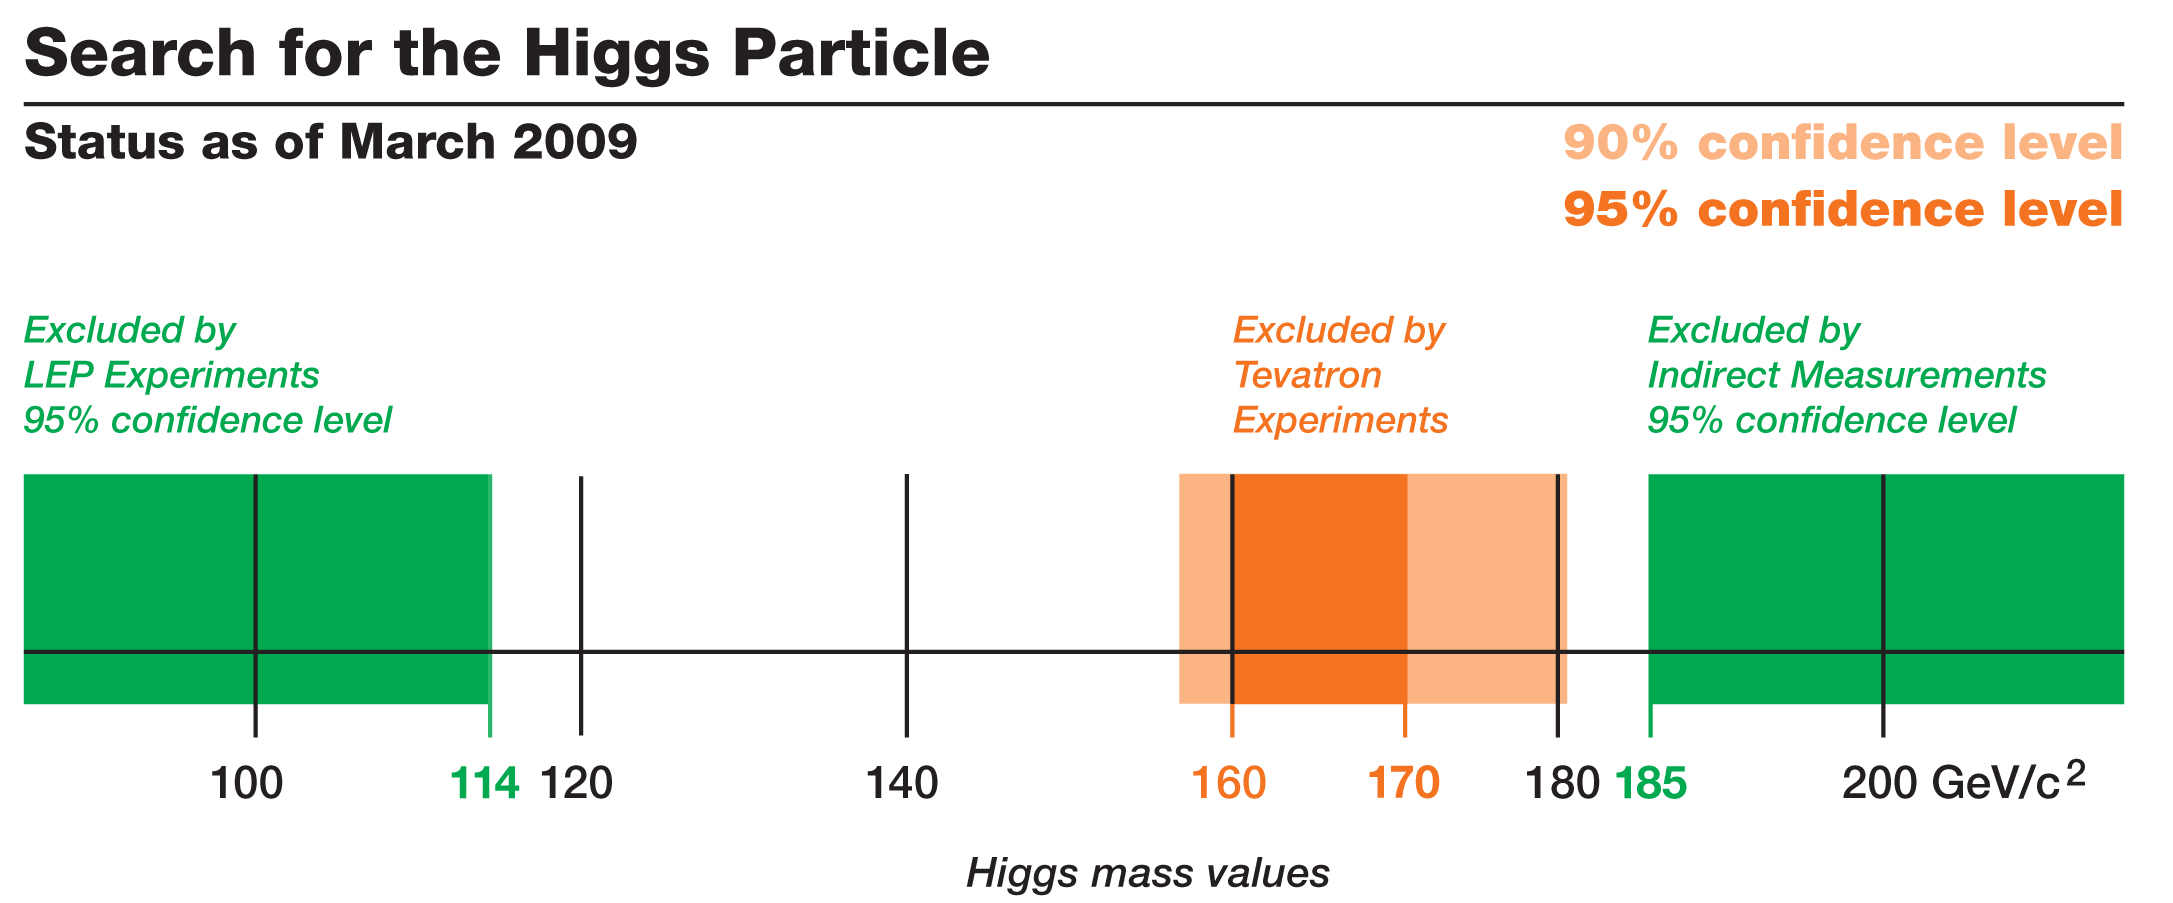 Search for the Higgs Particle
Status as of March 2009
90% confidence level
95% confidence level
Excluded by
LEP Experiments
95% confidence level
Excluded by
Tevatron
Experiments
Excluded by
Indirect Measurements
95% confidence level
100 114 120 140 160 170 180 185 200 GeV/c²
Higgs mass values